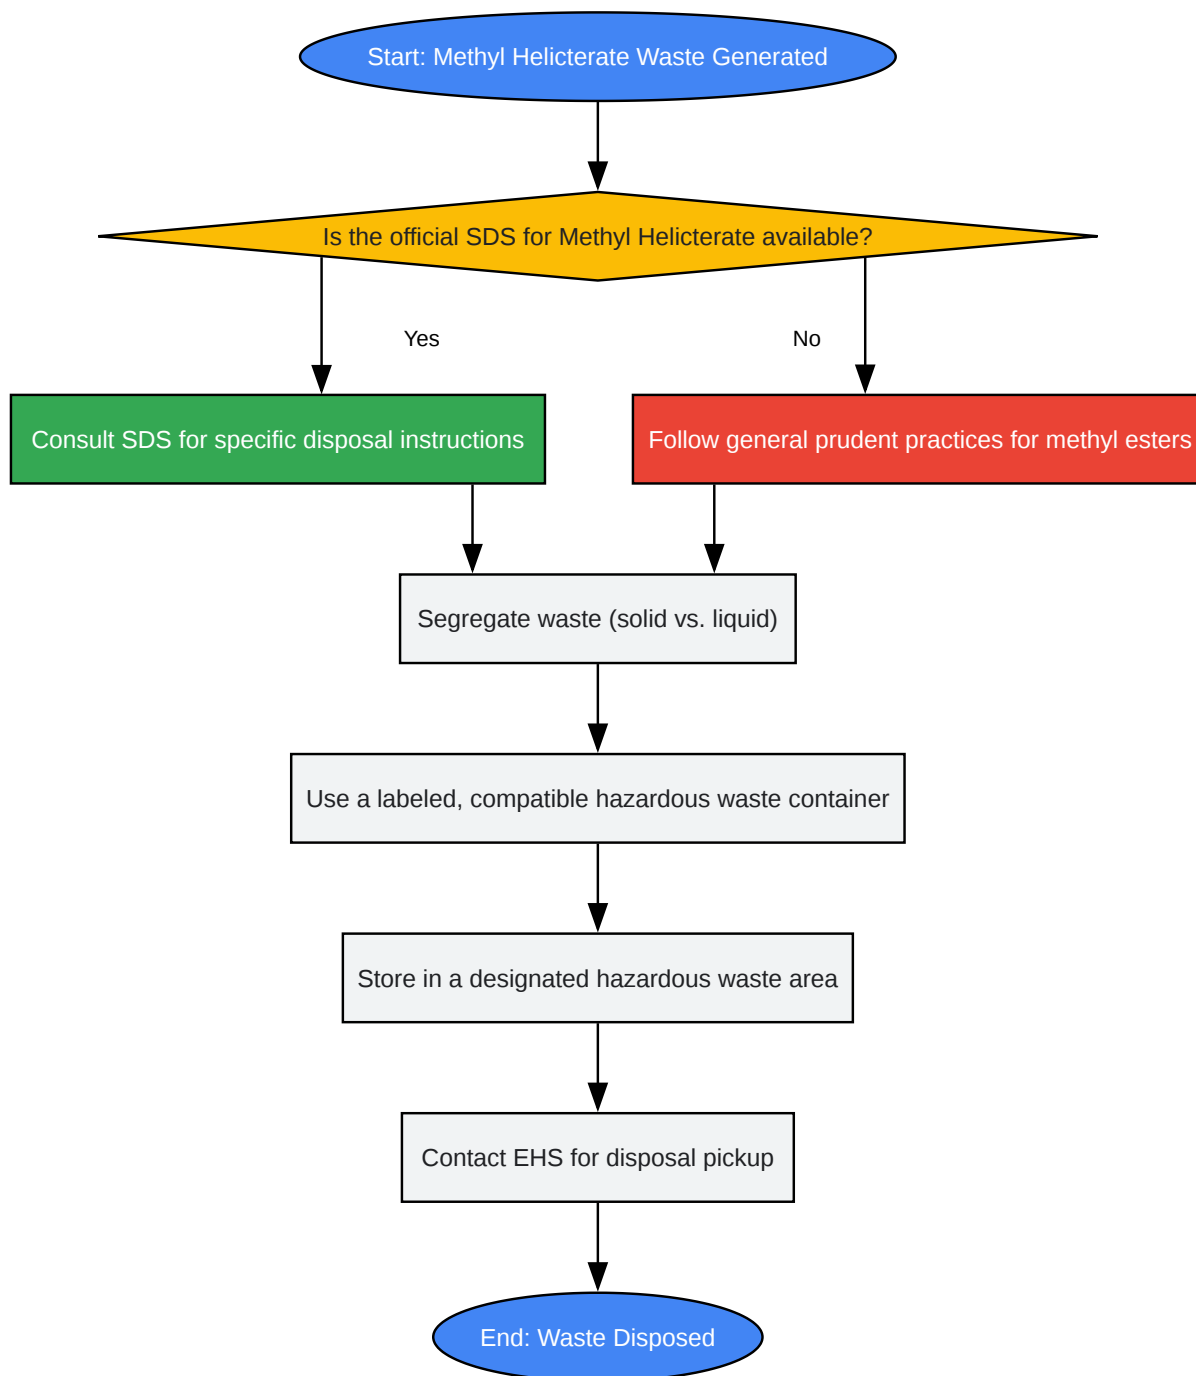 Start: Methyl Helicterate Waste Generated
Is the official SDS for Methyl Helicterate available?
Yes
No
Consult SDS for specific disposal instructions
Follow general prudent practices for methyl esters
Segregate waste (solid vs. liquid)
Use a labeled, compatible hazardous waste container
Store in a designated hazardous waste area
Contact EHS for disposal pickup
End: Waste Disposed